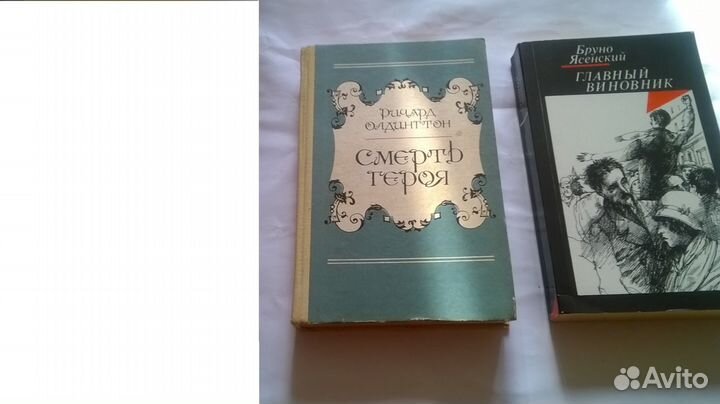 РИЧАРД
ОЛДИНГТОН
СМЕРТЬ
ГЕРОЯ
Бруно
Ясенский
ГЛАВНЫЙ
ВИНОВНИК
Avito